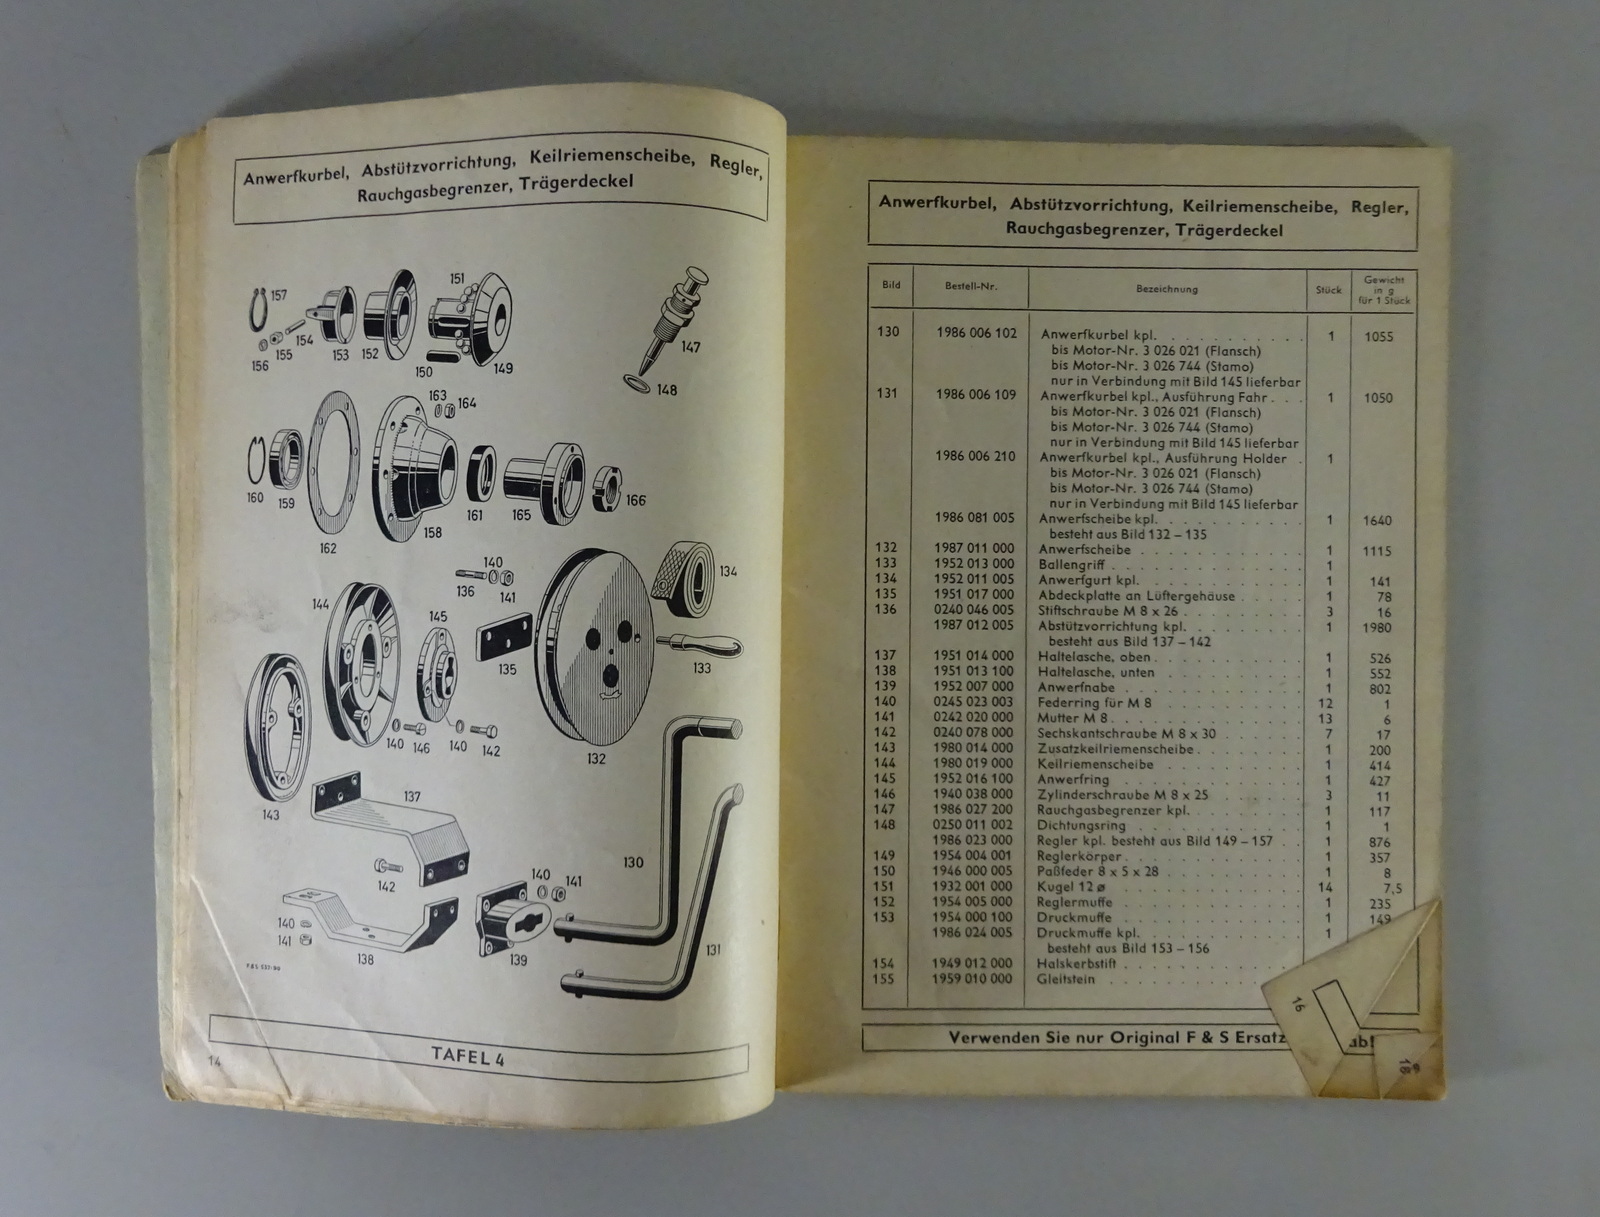 Anwerfkurbel, Abstützvorrichtung, Keilriemenscheibe, Regler,
Rauchgasbegrenzer, Trägerdeckel
157
151
154
155
156
153
152
150
149
147
148
163
164
160
159
162
158
161
165
166
140
136
141
134
144
145
135
133
140
146
140
142
132
143
137
142
130
140
141
140
141
138
139
131
TAFEL 4
14
Anwerfkurbel, Abstützvorrichtung, Keilriemenscheibe, Regler,
Rauchgasbegrenzer, Trägerdeckel
Bild Bestell-Nr. Bezeichnung Stück Gewicht in g für 1 Stück
130 1986 006 102 Anwerfkurbel kpl. 1 1055
bis Motor-Nr. 3 026 021 (Flansch)
bis Motor-Nr. 3 026 744 (Stamo)
nur in Verbindung mit Bild 145 lieferbar
131 1986 006 109 Anwerfkurbel kpl., Ausführung Fahr . . . 1 1050
bis Motor-Nr. 3 026 021 (Flansch)
bis Motor-Nr. 3 026 744 (Stamo)
nur in Verbindung mit Bild 145 lieferbar
1986 006 210 Anwerfkurbel kpl., Ausführung Holder . 1
bis Motor-Nr. 3 026 021 (Flansch)
bis Motor-Nr. 3 026 744 (Stamo)
nur in Verbindung mit Bild 145 lieferbar
1986 081 005 Anwerfscheibe kpl. 1 1640
besteht aus Bild 132 – 135
132 1987 011 000 Anwerfscheibe 1 1115
133 1952 013 000 Ballengriff 1
134 1952 011 005 Anwerfgurt kpl. 1 141
135 1951 017 000 Abdeckplatte an Lüftergehäuse 1 78
136 0240 046 005 Stiftschraube M 8 x 26 3 16
1987 012 005 Abstützvorrichtung kpl. 1 1980
besteht aus Bild 137 – 142
137 1951 014 000 Haltelasche, oben 1 526
138 1951 013 100 Haltelasche, unten 1 552
139 1952 007 000 Anwerfnabe 1 802
140 0245 023 003 Federring für M 8 12 1
141 0242 020 000 Mutter M 8 13 6
142 0240 078 000 Sechskantschraube M 8 x 30 7 17
143 1980 014 000 Zusatzkeilriemenscheibe 1 200
144 1980 019 000 Keilriemenscheibe 1 414
145 1952 016 100 Anwerfring 1 427
146 1940 038 000 Zylinderschraube M 8 x 25 3 11
147 1986 027 200 Rauchgasbegrenzer kpl. 1 117
148 0250 011 002 Dichtungsring 1 1
1986 023 000 Regler kpl. besteht aus Bild 149 – 157 1 876
149 1954 004 001 Reglerkörper 1 357
150 1946 000 005 Paßfeder 8 x 5 x 28 1 8
151 1932 001 000 Kugel 12 ø 14 7,5
152 1954 005 000 Reglermuffe 1 235
153 1954 000 100 Druckmuffe 1 149
1986 024 005 Druckmuffe kpl. 1
besteht aus Bild 153 – 156
154 1949 012 000 Halskerbstift
155 1959 010 000 Gleitstein
Verwenden Sie nur Original F & S Ersatz
16